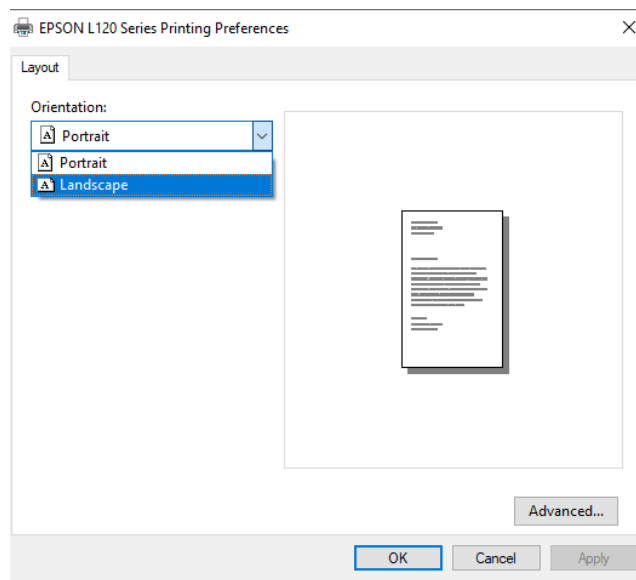 EPSON L120 Series Printing Preferences
Layout
Orientation:
A Portrait
A Portrait
A Landscape
Advanced...
OK Cancel Apply